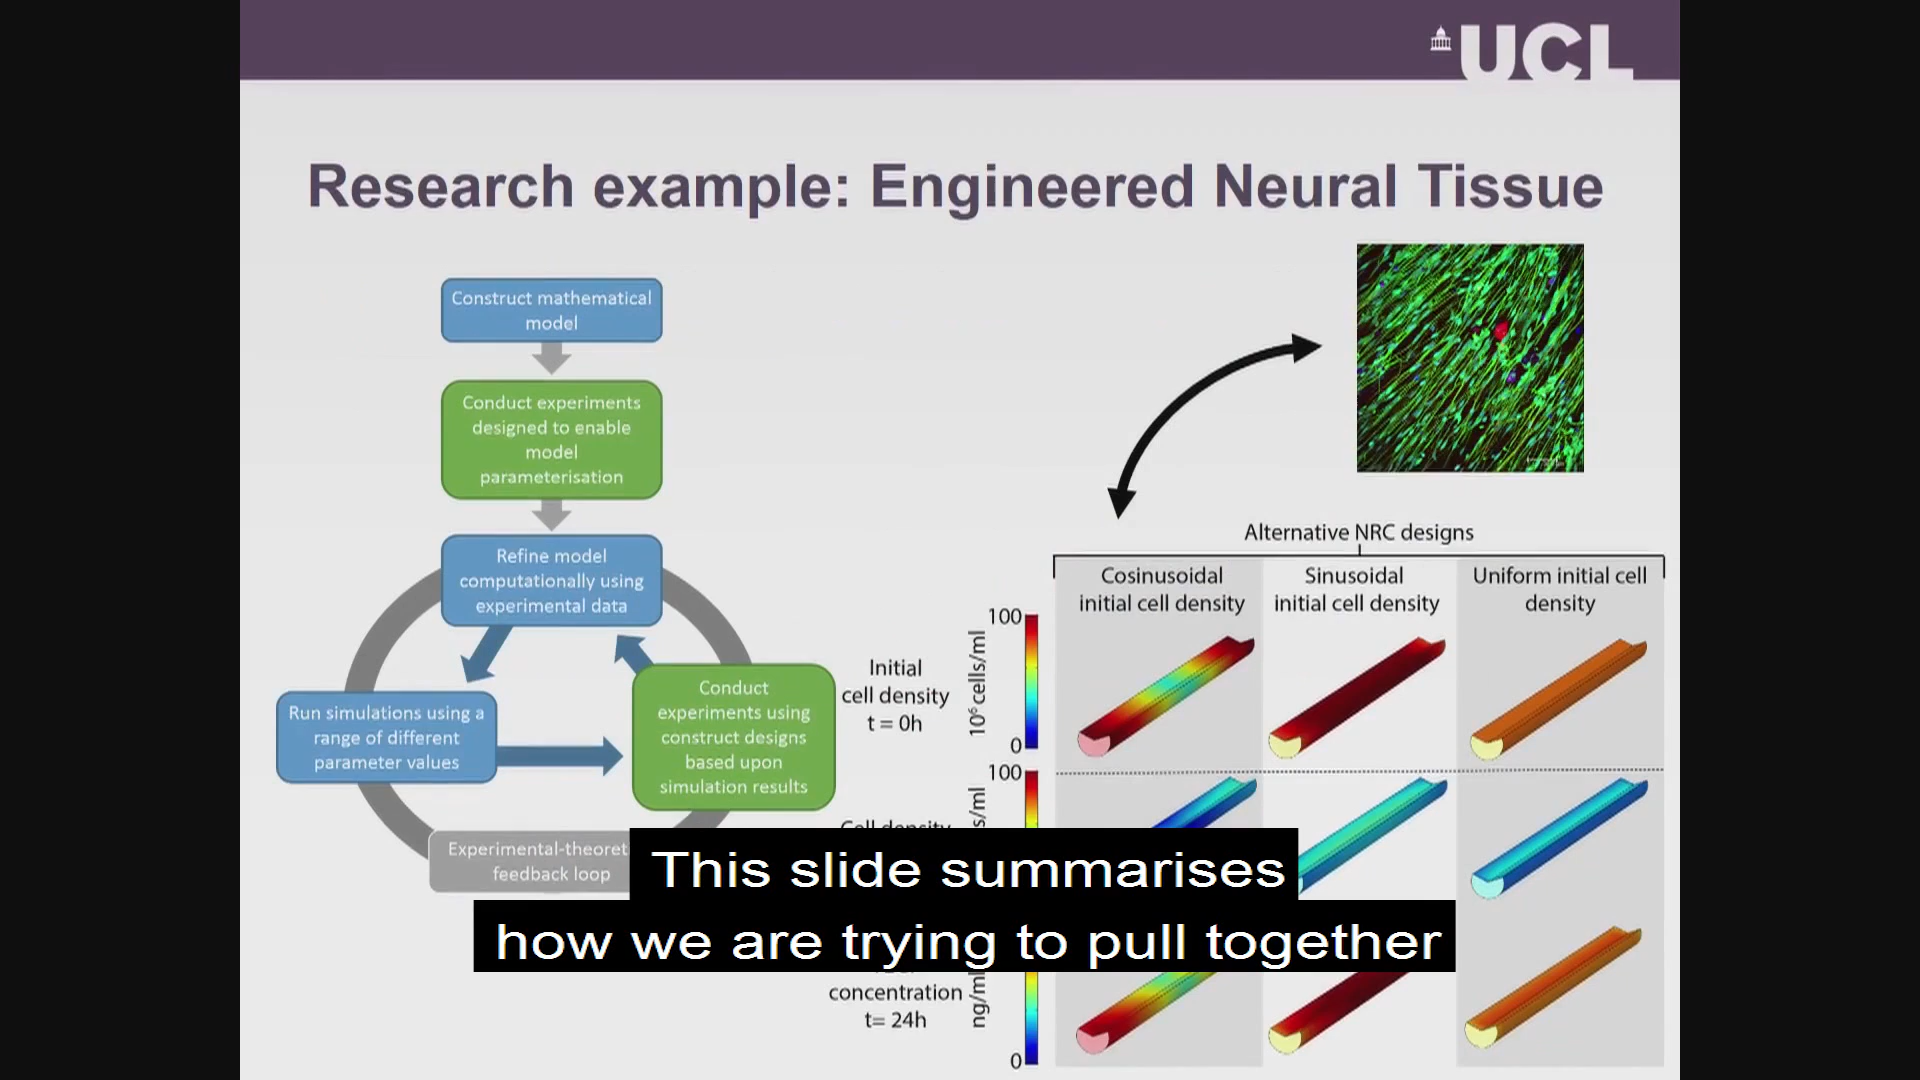 UCL
Research example: Engineered Neural Tissue
Construct mathematical
model
Conduct experiments
designed to enable
model
parameterisation
Refine model
computationally using
experimental data
Run simulations using a
range of different
parameter values
Conduct
experiments using
construct designs
based upon
simulation results
feedback loop
Alternative NRC designs
Cosinusoidal
initial cell density
Sinusoidal
initial cell density
Uniform initial cell
density
Initial
cell density
t = 0h
100
10⁶ cells/ml
0
100
Cell density
concentration
t= 24h
ng/ml
0
This slide summarises
how we are trying to pull together